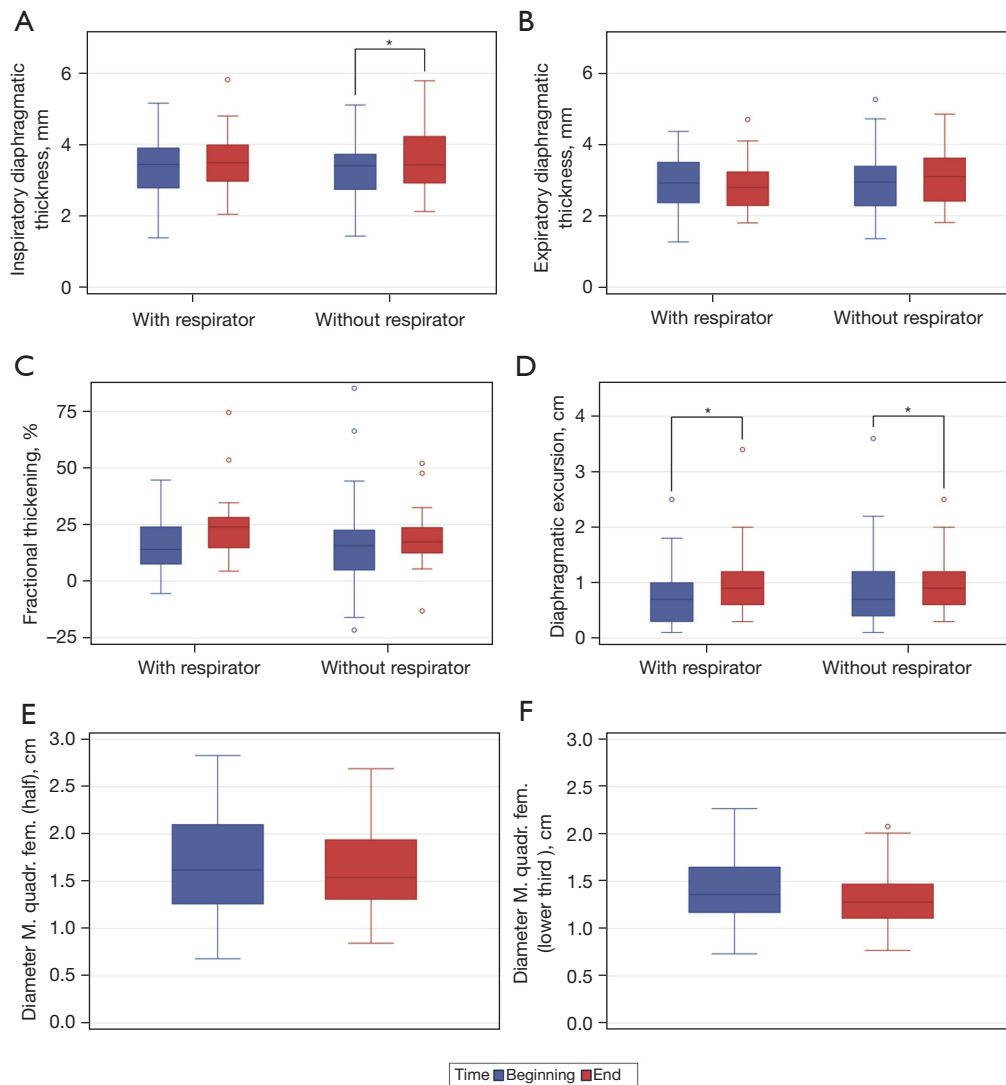 A
Inspiratory diaphragmatic
thickness, mm
6
4
2
0
*
With respirator
Without respirator
B
Expiratory diaphragmatic
thickness, mm
6
4
2
0
With respirator
Without respirator
C
Fractional thickening, %
75
50
25
0
−25
With respirator
Without respirator
D
Diaphragmatic excursion, cm
4
3
2
1
0
*
*
With respirator
Without respirator
E
Diameter M. quadr. fem. (half), cm
3.0
2.5
2.0
1.5
1.0
0.5
0.0
F
Diameter M. quadr. fem.
(lower third ), cm
3.0
2.5
2.0
1.5
1.0
0.5
0.0
Time Beginning End